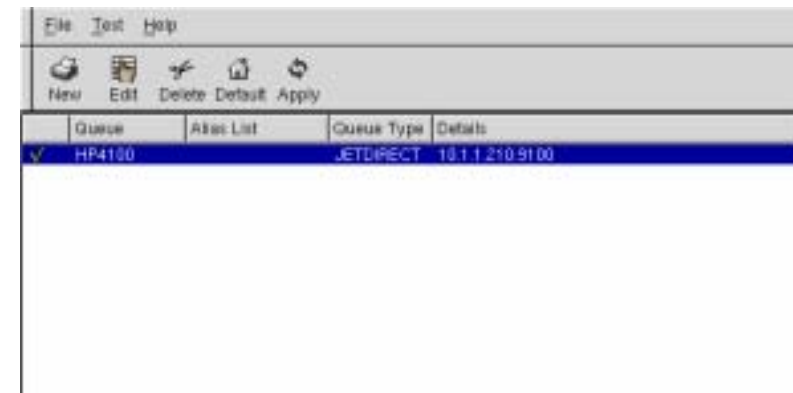 File Test Help
New Edit Delete Default Apply
Queue Alias List Queue Type Details
HP4100 JETDIRECT 10.1.1.210:9100